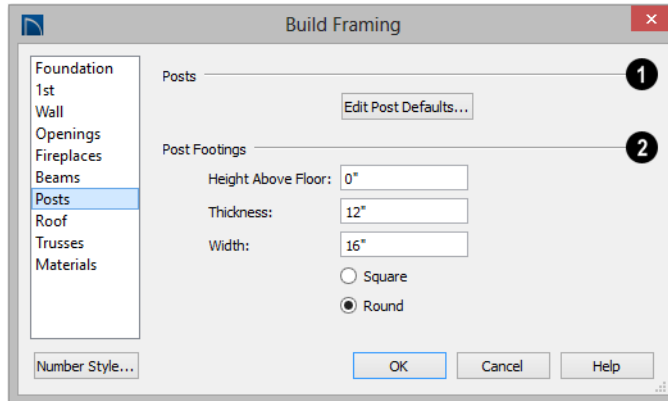 Build Framing
×
Foundation
1st
Wall
Openings
Fireplaces
Beams
Posts
Roof
Trusses
Materials
Number Style...
Posts
1
Edit Post Defaults...
Post Footings
2
Height Above Floor: 0"
Thickness: 12"
Width: 16"
Square
Round
OK Cancel Help